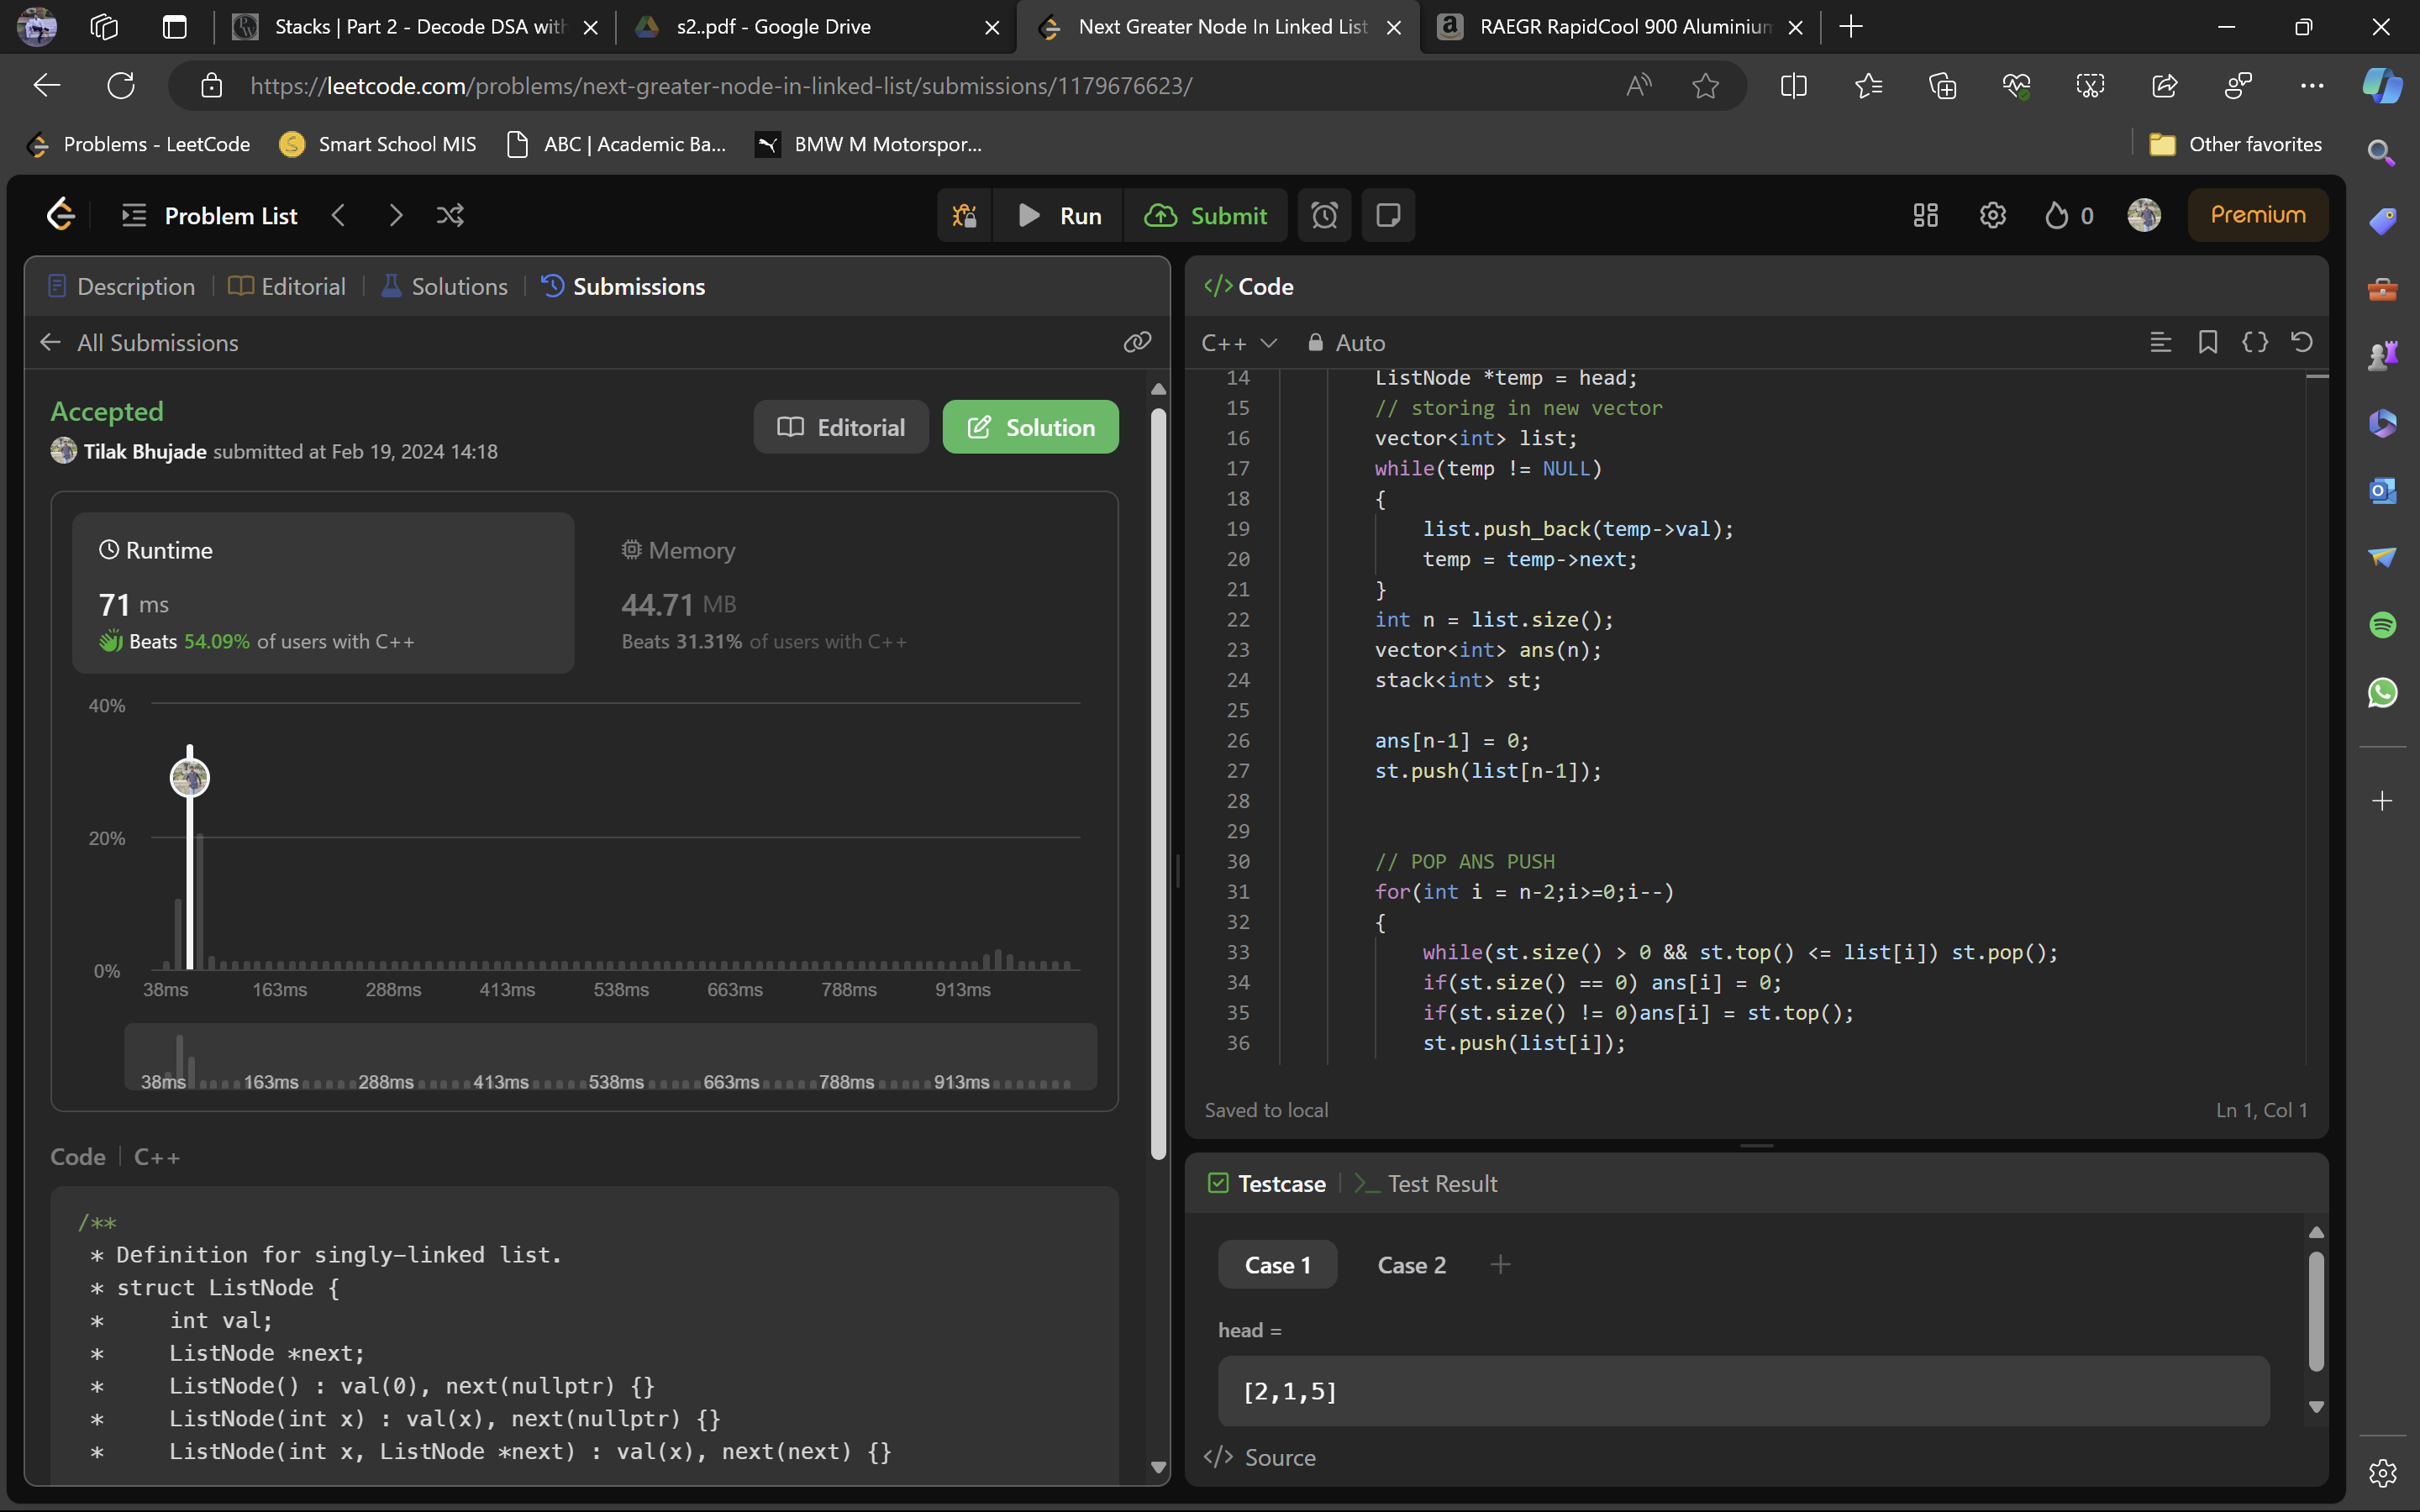 Stacks | Part 2 - Decode DSA with
s2..pdf - Google Drive
Next Greater Node In Linked List
RAEGR RapidCool 900 Aluminium
https://leetcode.com/problems/next-greater-node-in-linked-list/submissions/1179676623/
Problems - LeetCode
Smart School MIS
ABC | Academic Ba...
BMW M Motorspor...
Other favorites
Problem List
Run
Submit
0
Premium
Description
Editorial
Solutions
Submissions
All Submissions
Accepted
Tilak Bhujade submitted at Feb 19, 2024 14:18
Editorial
Solution
Runtime
71 ms
Beats 54.09% of users with C++
Memory
44.71 MB
Beats 31.31% of users with C++
40%
20%
0%
38ms 163ms 288ms 413ms 538ms 663ms 788ms 913ms
38ms 163ms 288ms 413ms 538ms 663ms 788ms 913ms
Code | C++
/**
* Definition for singly-linked list.
* struct ListNode {
* int val;
* ListNode *next;
* ListNode() : val(0), next(nullptr) {}
* ListNode(int x) : val(x), next(nullptr) {}
* ListNode(int x, ListNode *next) : val(x), next(next) {}
</> Code
C++
Auto
14 ListNode *temp = head;
15 // storing in new vector
16 vector<int> list;
17 while(temp != NULL)
18 {
19 list.push_back(temp->val);
20 temp = temp->next;
21 }
22 int n = list.size();
23 vector<int> ans(n);
24 stack<int> st;
25
26 ans[n-1] = 0;
27 st.push(list[n-1]);
28
29
30 // POP ANS PUSH
31 for(int i = n-2;i>=0;i--)
32 {
33 while(st.size() > 0 && st.top() <= list[i]) st.pop();
34 if(st.size() == 0) ans[i] = 0;
35 if(st.size() != 0)ans[i] = st.top();
36 st.push(list[i]);
Saved to local
Ln 1, Col 1
Testcase
Test Result
Case 1
Case 2
head =
[2,1,5]
</> Source